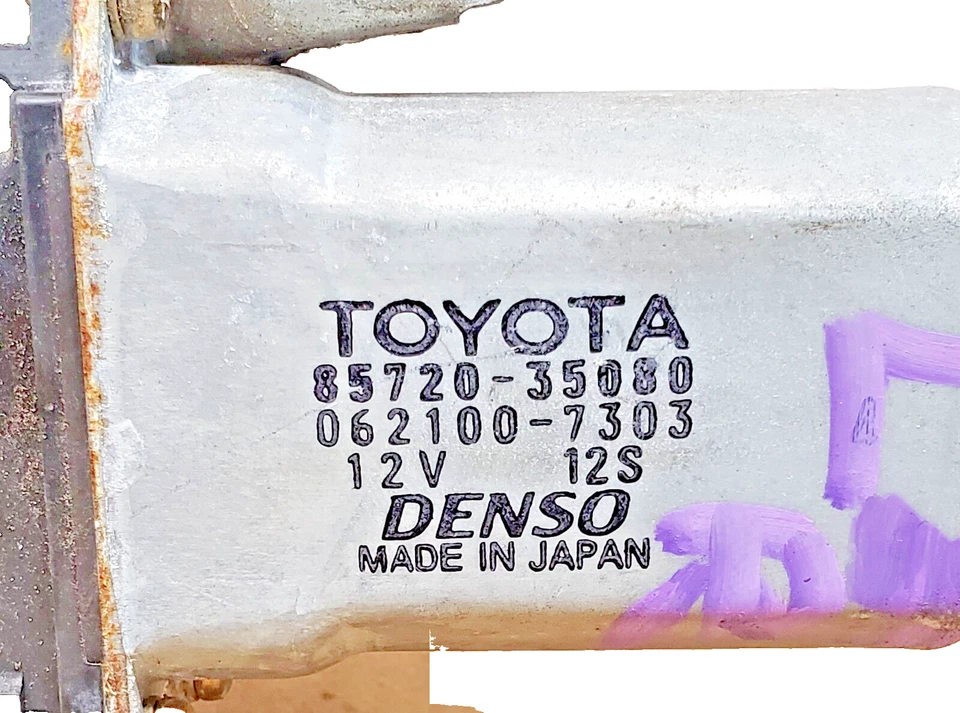 TOYOTA
85720-35080
062100-7303
12V 12S
DENSO
MADE IN JAPAN